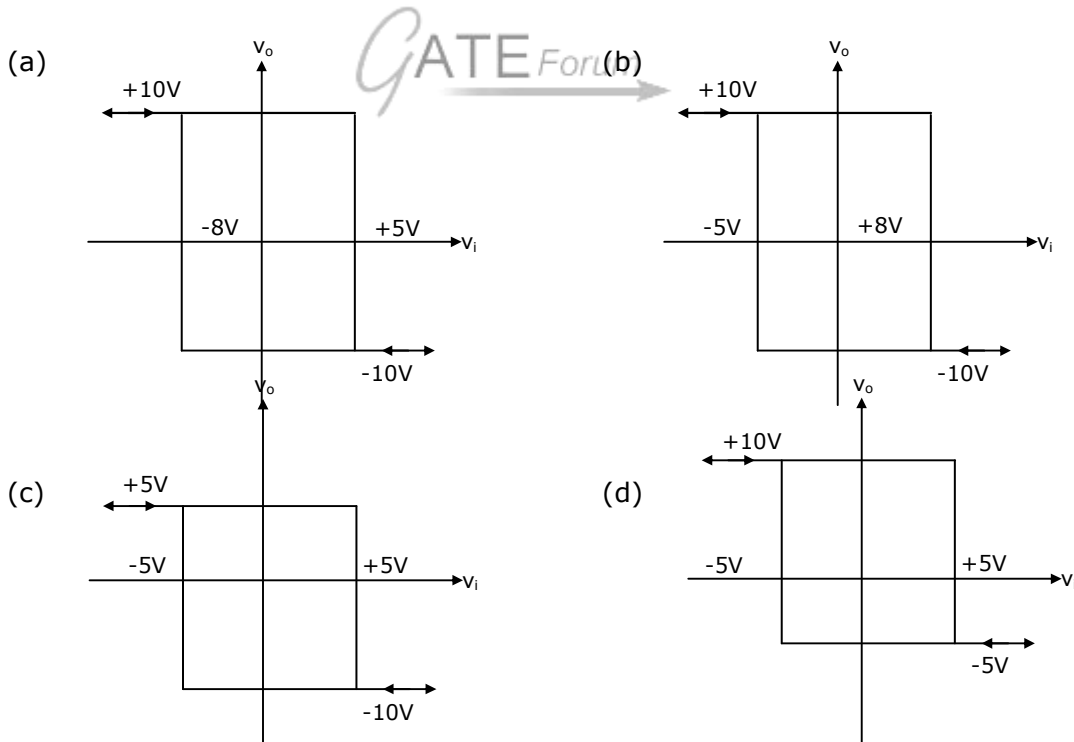 GATE Forum
(a)
vₒ
+10V
-8V
+5V
vᵢ
-10V
(b)
vₒ
+10V
-5V
+8V
vᵢ
-10V
(c)
vₒ
+5V
-5V
+5V
vᵢ
-10V
(d)
vₒ
+10V
-5V
+5V
v
-5V